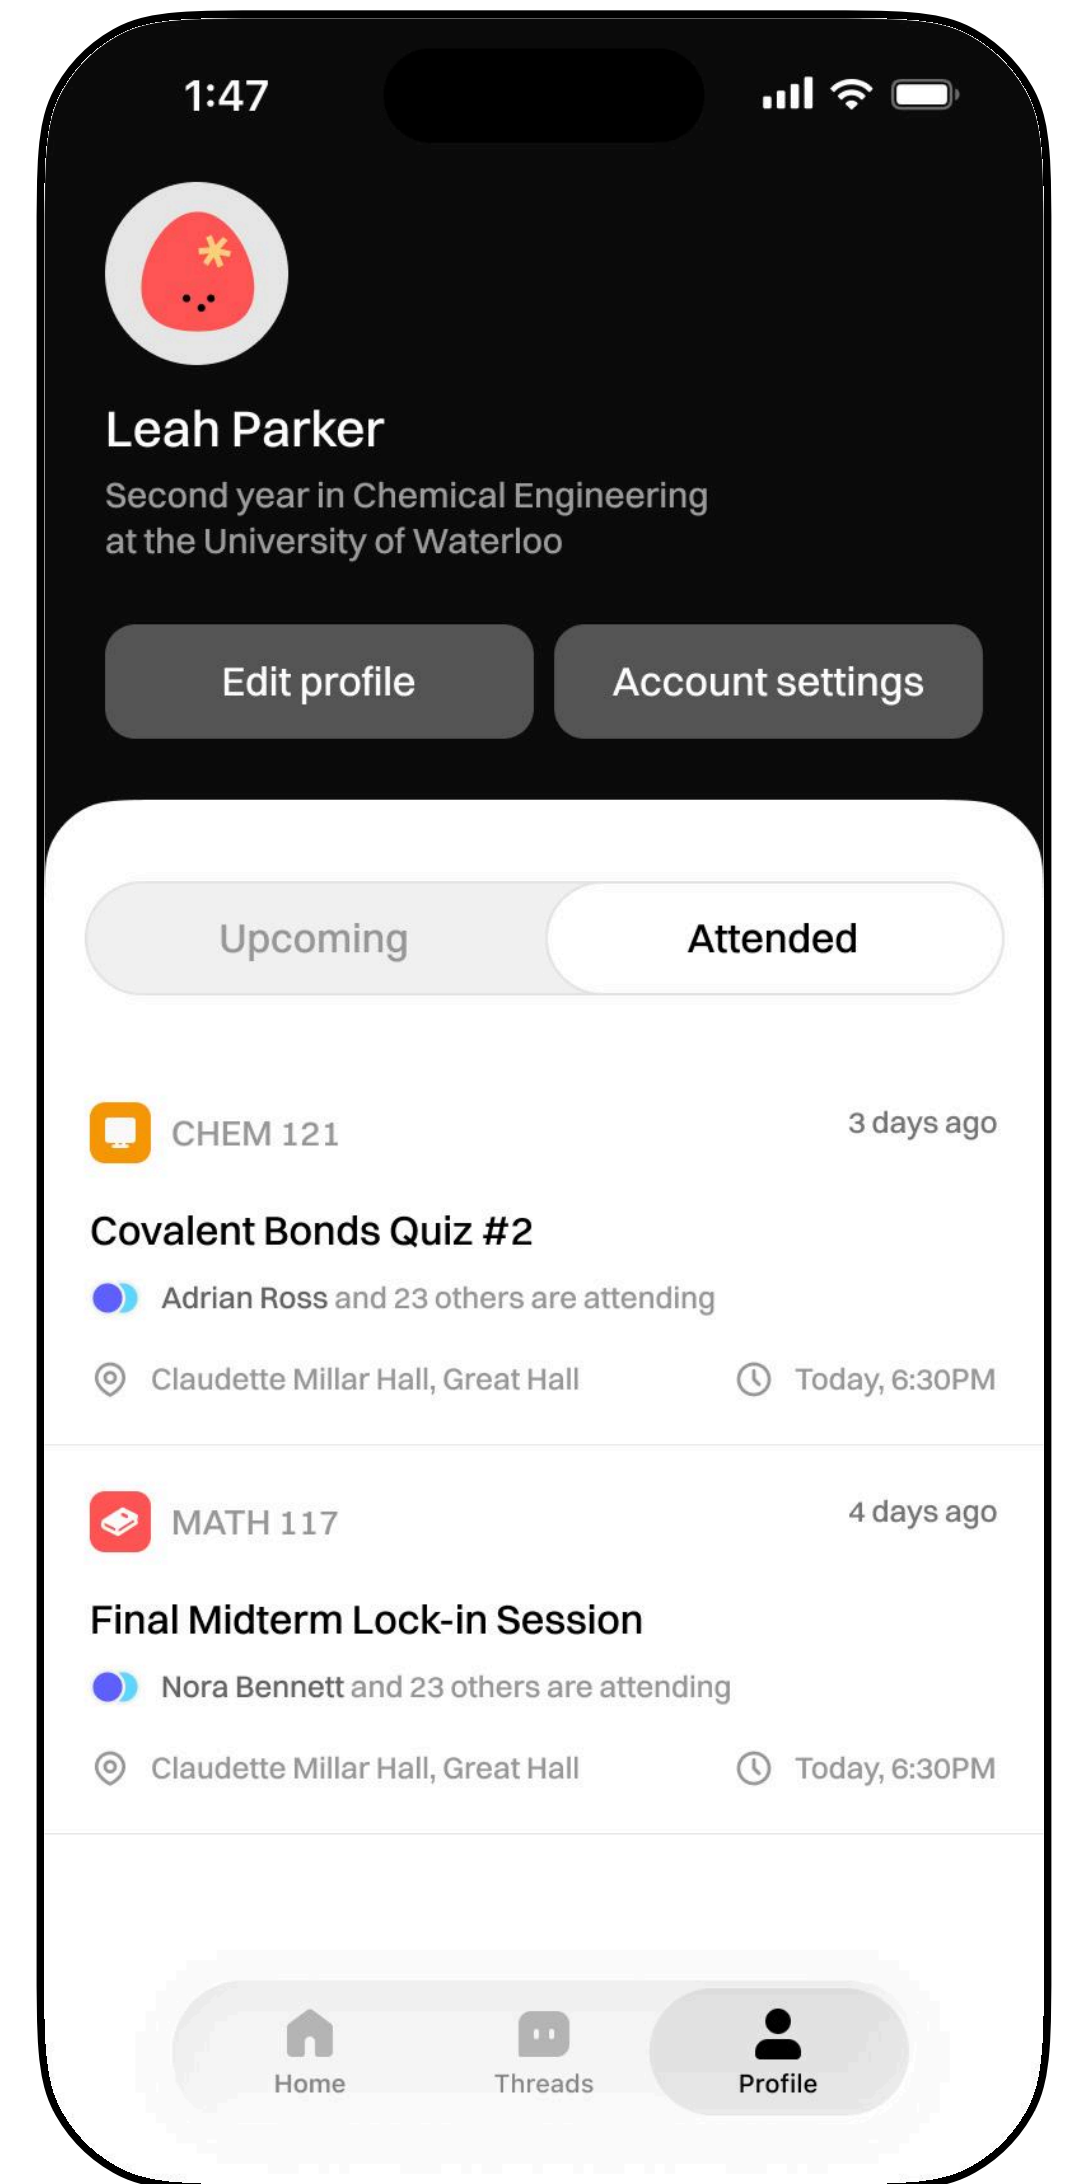 1:47
Leah Parker
Second year in Chemical Engineering
at the University of Waterloo
Edit profile
Account settings
Upcoming
Attended
CHEM 121
3 days ago
Covalent Bonds Quiz #2
Adrian Ross and 23 others are attending
Claudette Millar Hall, Great Hall
Today, 6:30PM
MATH 117
4 days ago
Final Midterm Lock-in Session
Nora Bennett and 23 others are attending
Claudette Millar Hall, Great Hall
Today, 6:30PM
Home
Threads
Profile